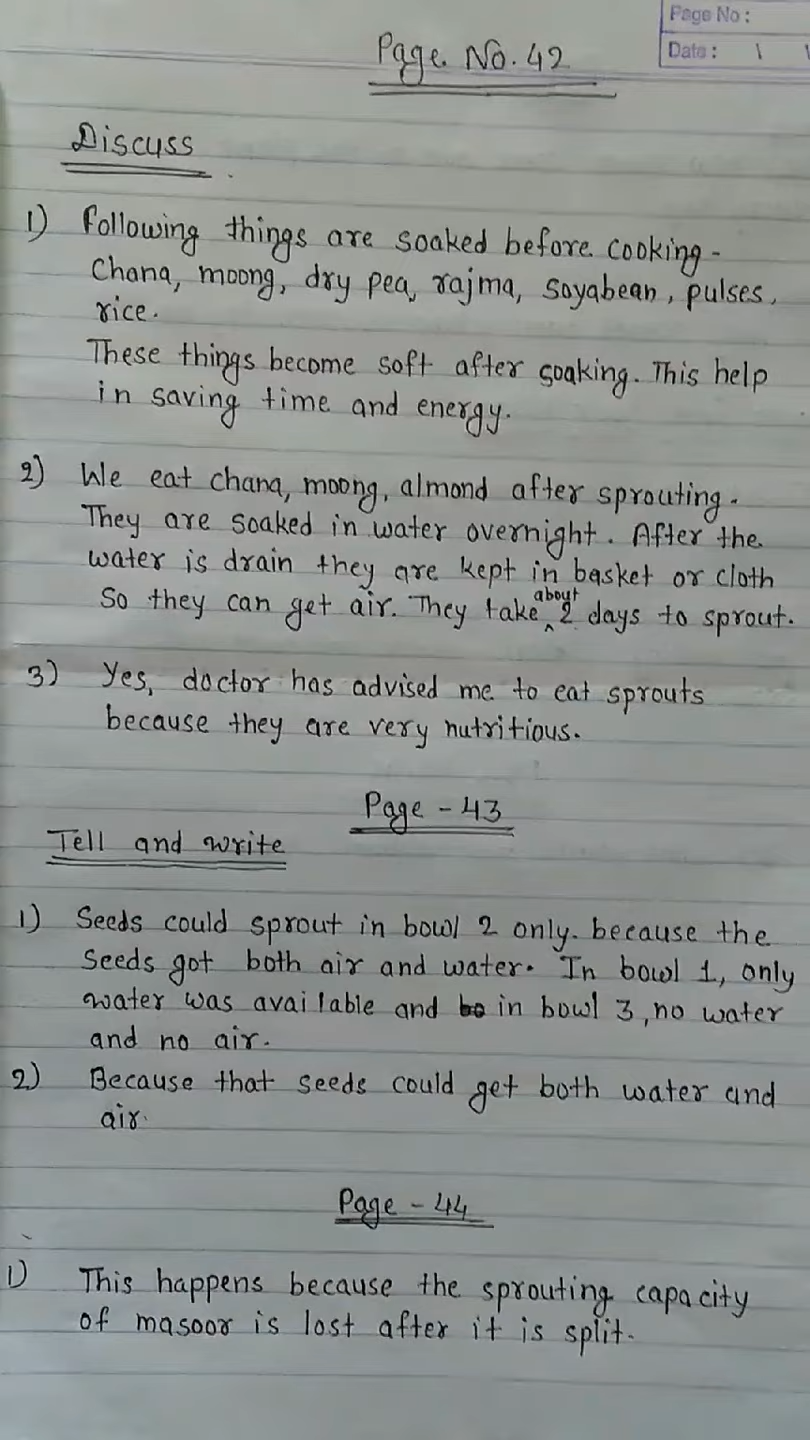 Page No :
Date : \ \
Page No. 42
Discuss
1) Following things are soaked before cooking -
Chana, moong, dry pea, rajma, soyabean, pulses,
rice.
These things become soft after soaking. This help
in saving time and energy.
2) We eat chana, moong, almond after sprouting.
They are soaked in water overnight. After the
water is drain they are kept in basket or cloth
So they can get air. They take about 2 days to sprout.
3) Yes, doctor has advised me to eat sprouts
because they are very nutritious.
Page - 43
Tell and write
1) Seeds could sprout in bowl 2 only. because the
Seeds got both air and water. In bowl 1, only
water was available and in bowl 3, no water
and no air.
2) Because that seeds could get both water and
air.
Page - 44
1) This happens because the sprouting capacity
of masoor is lost after it is split.